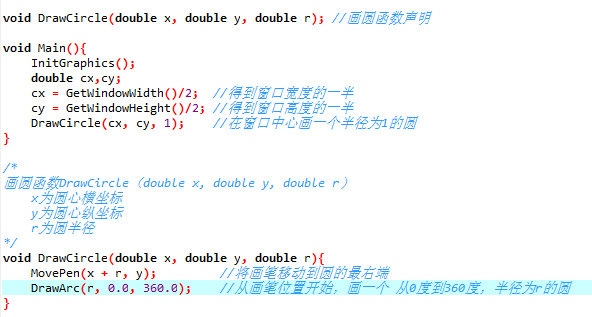 void DrawCircle(double x, double y, double r); //画圆函数声明
void Main(){
InitGraphics();
double cx,cy;
cx = GetWindowWidth()/2; //得到窗口宽度的一半
cy = GetWindowHeight()/2; //得到窗口高度的一半
DrawCircle(cx, cy, 1); //在窗口中心画一个半径为1的圆
}
/*
画圆函数DrawCircle（double x, double y, double r）
x为圆心横坐标
y为圆心纵坐标
r为圆半径
*/
void DrawCircle(double x, double y, double r){
MovePen(x + r, y); //将画笔移动到圆的最右端
DrawArc(r, 0.0, 360.0); //从画笔位置开始，画一个 从0度到360度，半径为r的圆
}